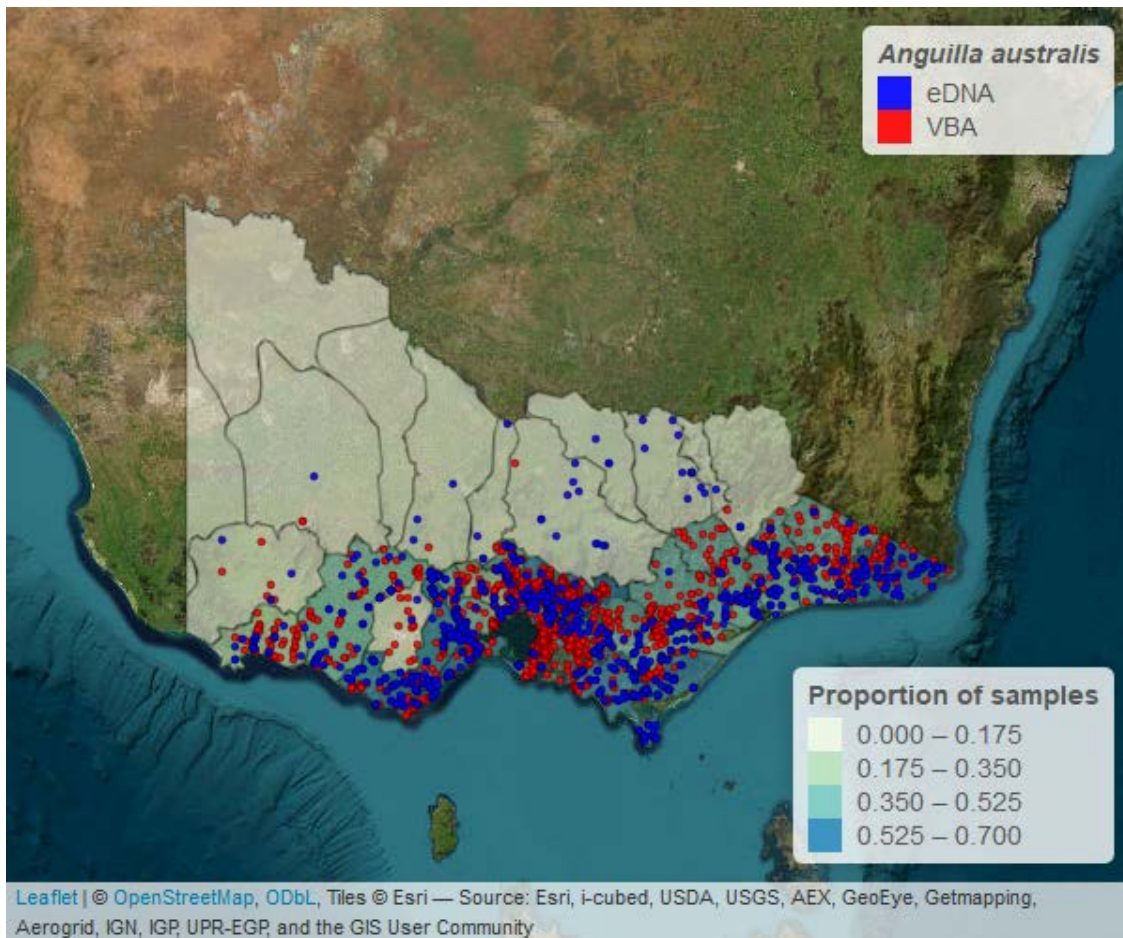 Anguilla australis
eDNA
VBA
Proportion of samples
0.000 – 0.175
0.175 – 0.350
0.350 – 0.525
0.525 – 0.700
Leaflet | © OpenStreetMap, ODbL, Tiles © Esri — Source: Esri, i-cubed, USDA, USGS, AEX, GeoEye, Getmapping,
Aerogrid, IGN, IGP, UPR-EGP, and the GIS User Community